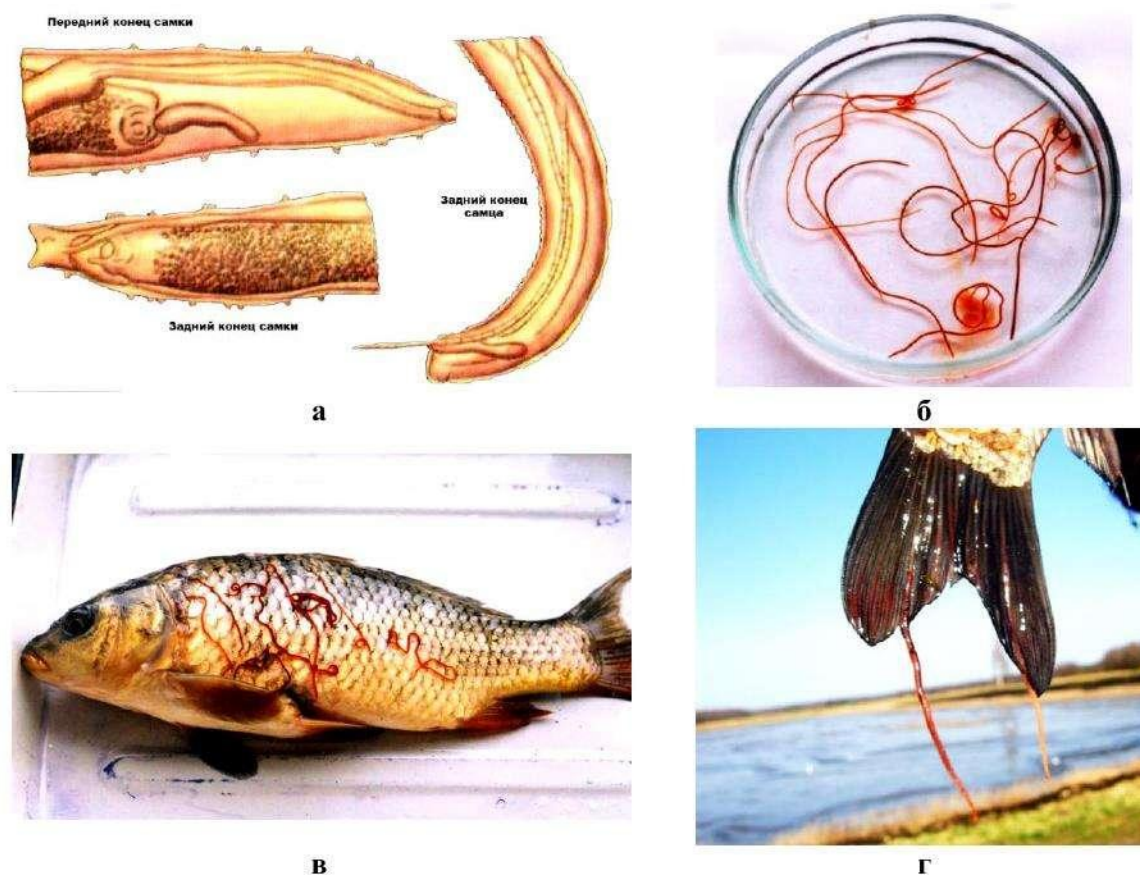 Передний конец самки
Задний конец
самца
Задний конец самки
а
б
в
г